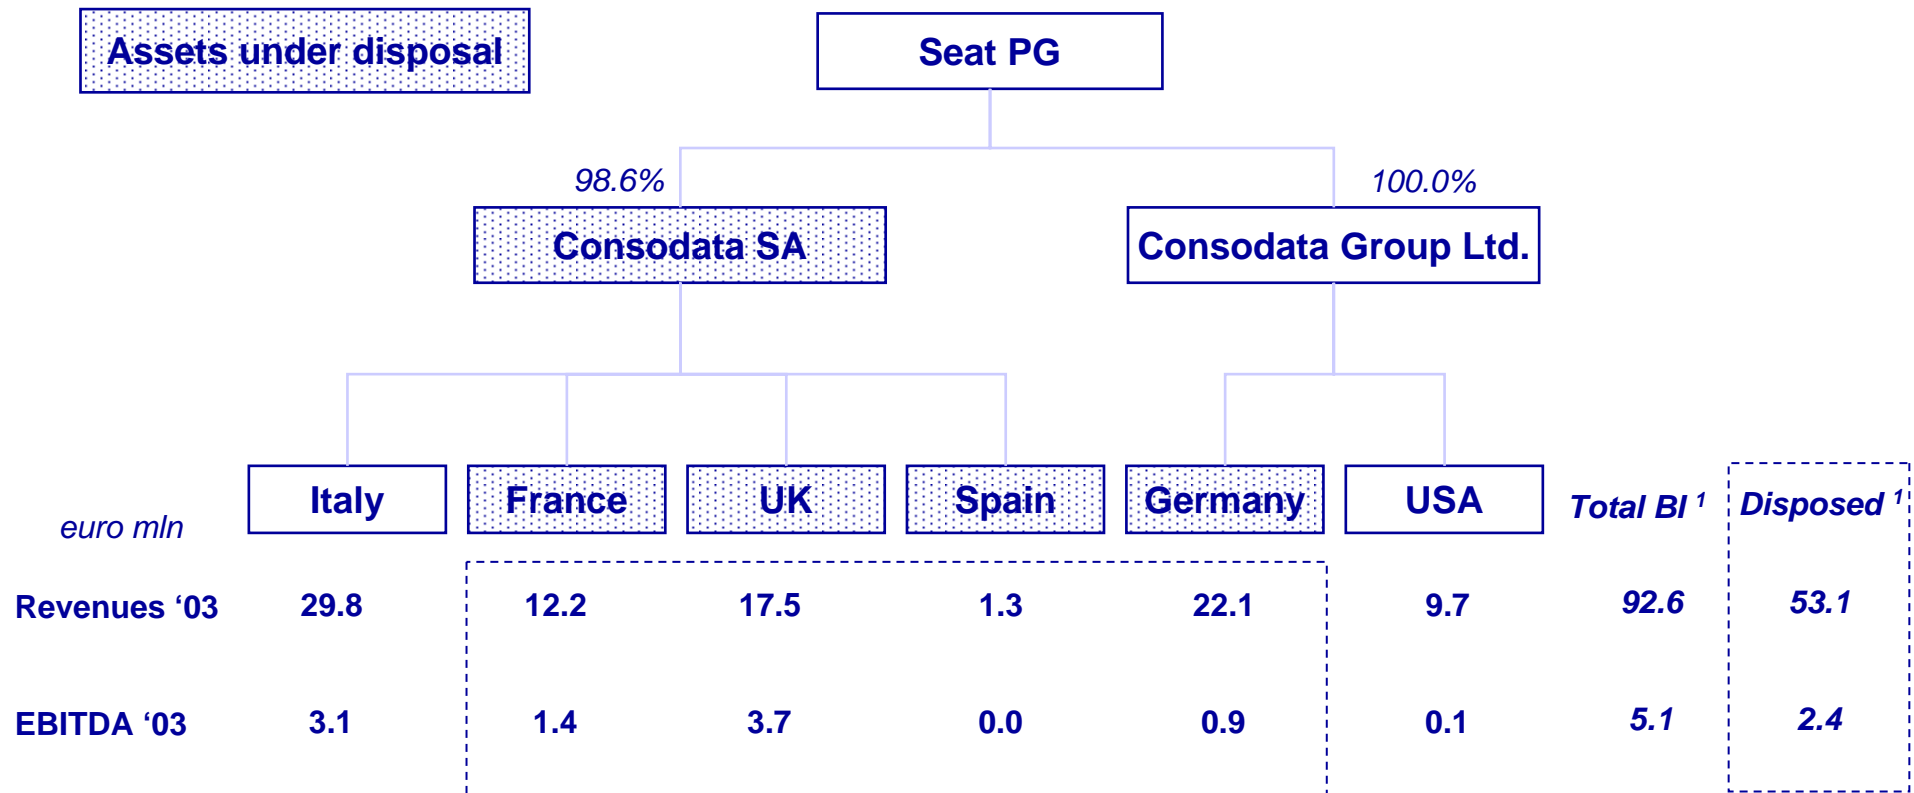 Assets under disposal
Seat PG
98.6%
100.0%
Consodata SA
Consodata Group Ltd.
Italy
France
UK
Spain
Germany
USA
Total BI 1
Disposed 1
euro mln
Revenues ‘03 29.8 12.2 17.5 1.3 22.1 9.7 92.6 53.1
EBITDA ‘03 3.1 1.4 3.7 0.0 0.9 0.1 5.1 2.4